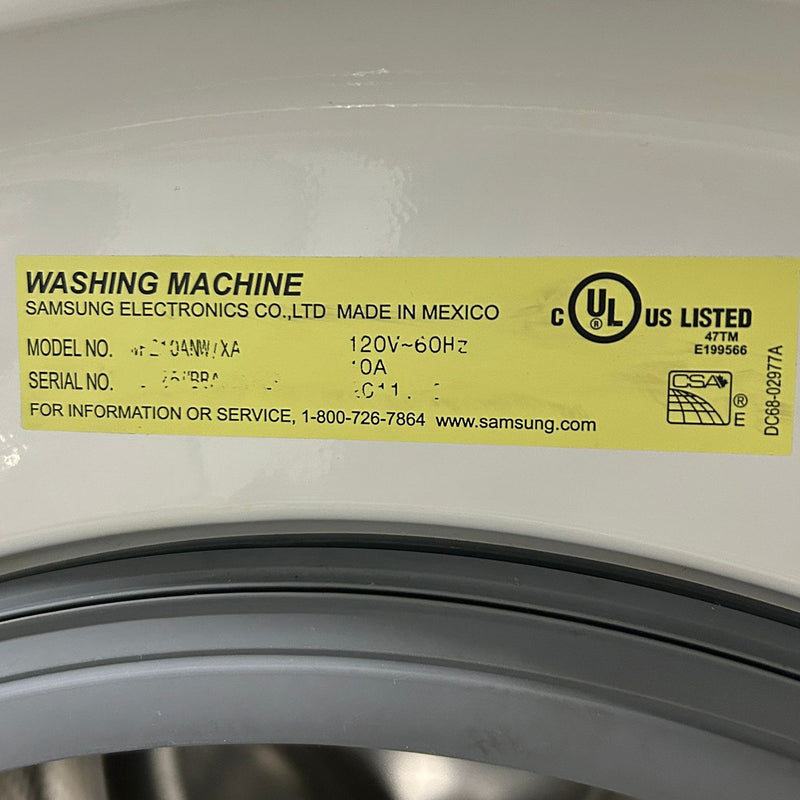 WASHING MACHINE
SAMSUNG ELECTRONICS CO.,LTD MADE IN MEXICO
MODEL NO.
120V~60Hz
SERIAL NO.
FOR INFORMATION OR SERVICE, 1-800-726-7864 www.samsung.com
C UL ® US LISTED
47TM
E199566
CSA ®
E
DC68-02977A